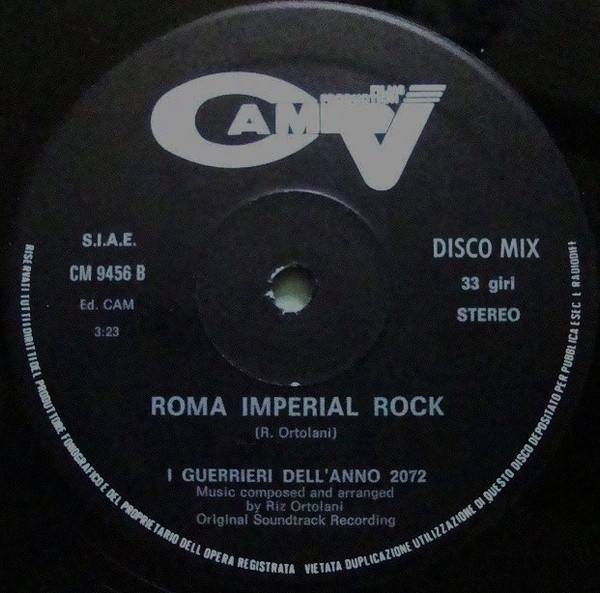 CAM
S.I.A.E.
CM 9456 B
Ed. CAM
3:23
DISCO MIX
33 giri
STEREO
ROMA IMPERIAL ROCK
(R. Ortolani)
I GUERRIERI DELL'ANNO 2072
Music composed and arranged
by Riz Ortolani
Original Soundtrack Recording
RISERVATI TUTTI I DIRITTI DEL PRODUTTORE FONOGRAFICO E DEL PROPRIETARIO DELL OPERA REGISTRATA VIETATA DUPLICAZIONE UTILIZZAZIONE DI QUESTO DISCO DEPOSITATO PER PUBBLICA ESEC E RADIODIF